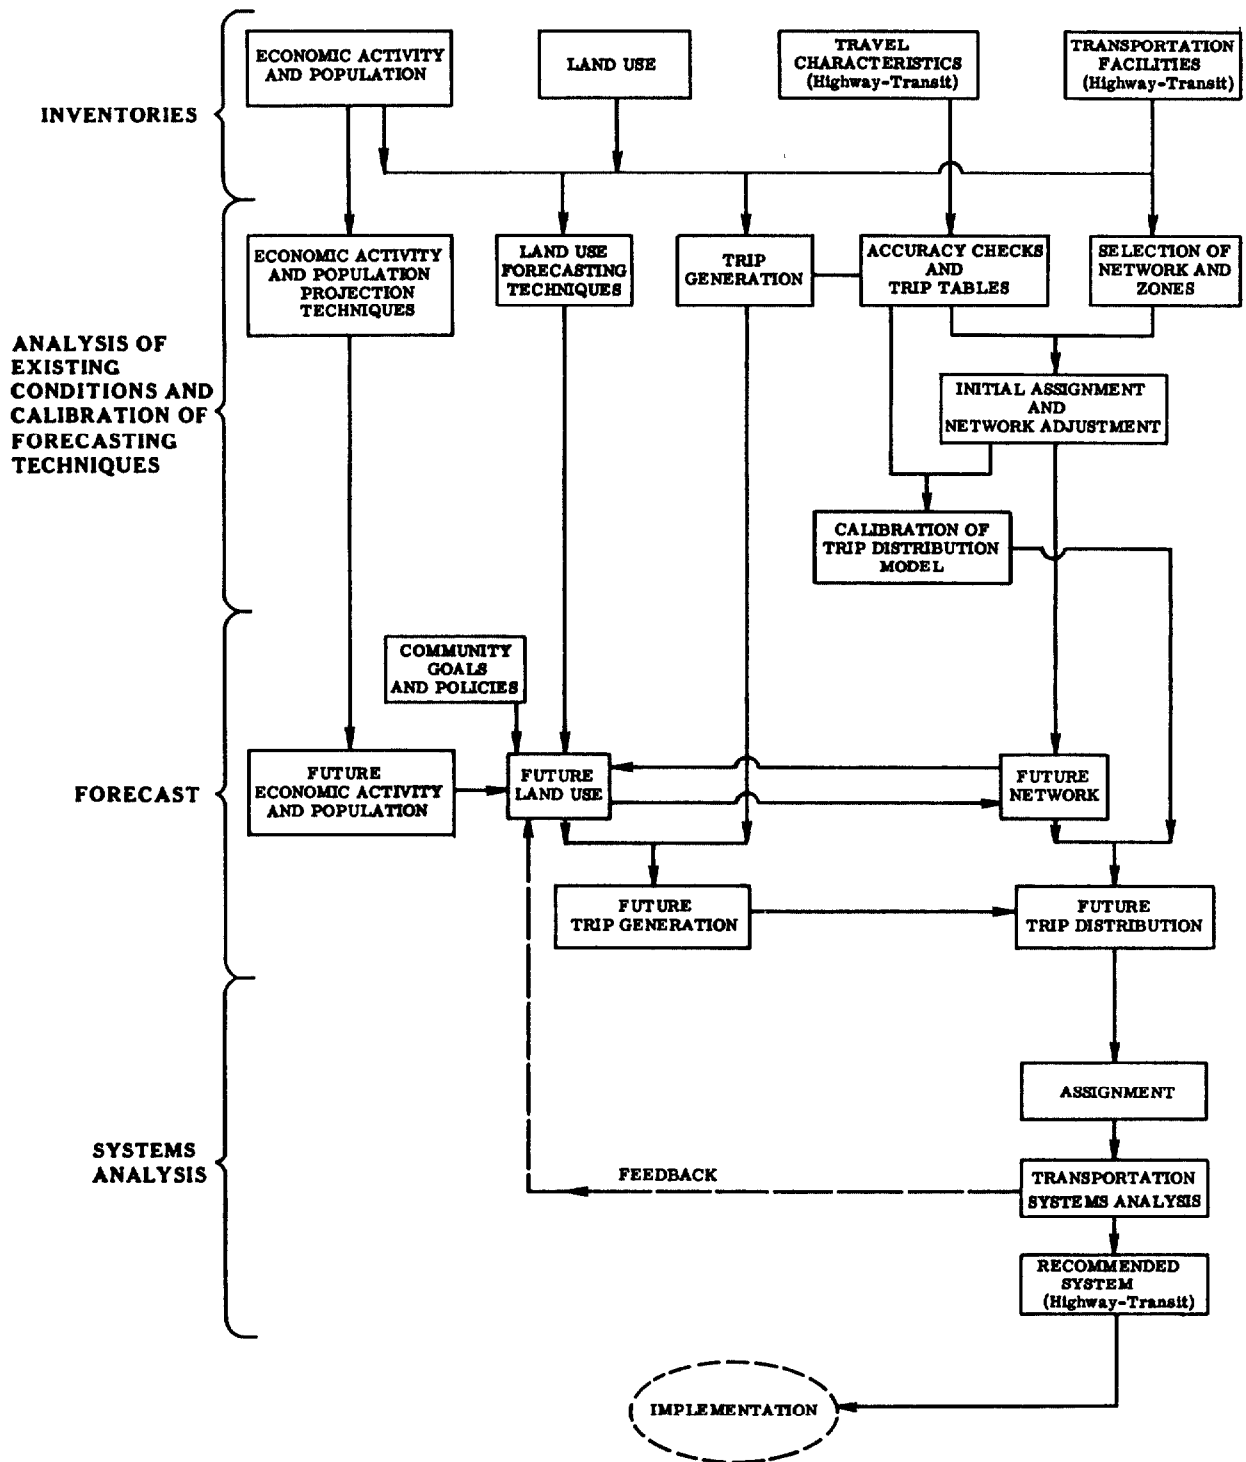 ECONOMIC ACTIVITY
AND POPULATION
LAND USE
TRAVEL
CHARACTERISTICS
(Highway-Transit)
TRANSPORTATION
FACILITIES
(Highway-Transit)
INVENTORIES
ECONOMIC ACTIVITY
AND POPULATION
PROJECTION
TECHNIQUES
LAND USE
FORECASTING
TECHNIQUES
TRIP
GENERATION
ACCURACY CHECKS
AND
TRIP TABLES
SELECTION OF
NETWORK AND
ZONES
ANALYSIS OF
EXISTING
CONDITIONS AND
CALIBRATION OF
FORECASTING
TECHNIQUES
INITIAL ASSIGNMENT
AND
NETWORK ADJUSTMENT
CALIBRATION OF
TRIP DISTRIBUTION
MODEL
COMMUNITY
GOALS
AND POLICIES
FORECAST
FUTURE
ECONOMIC ACTIVITY
AND POPULATION
FUTURE
LAND USE
FUTURE
NETWORK
FUTURE
TRIP GENERATION
FUTURE
TRIP DISTRIBUTION
ASSIGNMENT
SYSTEMS
ANALYSIS
FEEDBACK
TRANSPORTATION
SYSTEMS ANALYSIS
RECOMMENDED
SYSTEM
(Highway-Transit)
IMPLEMENTATION